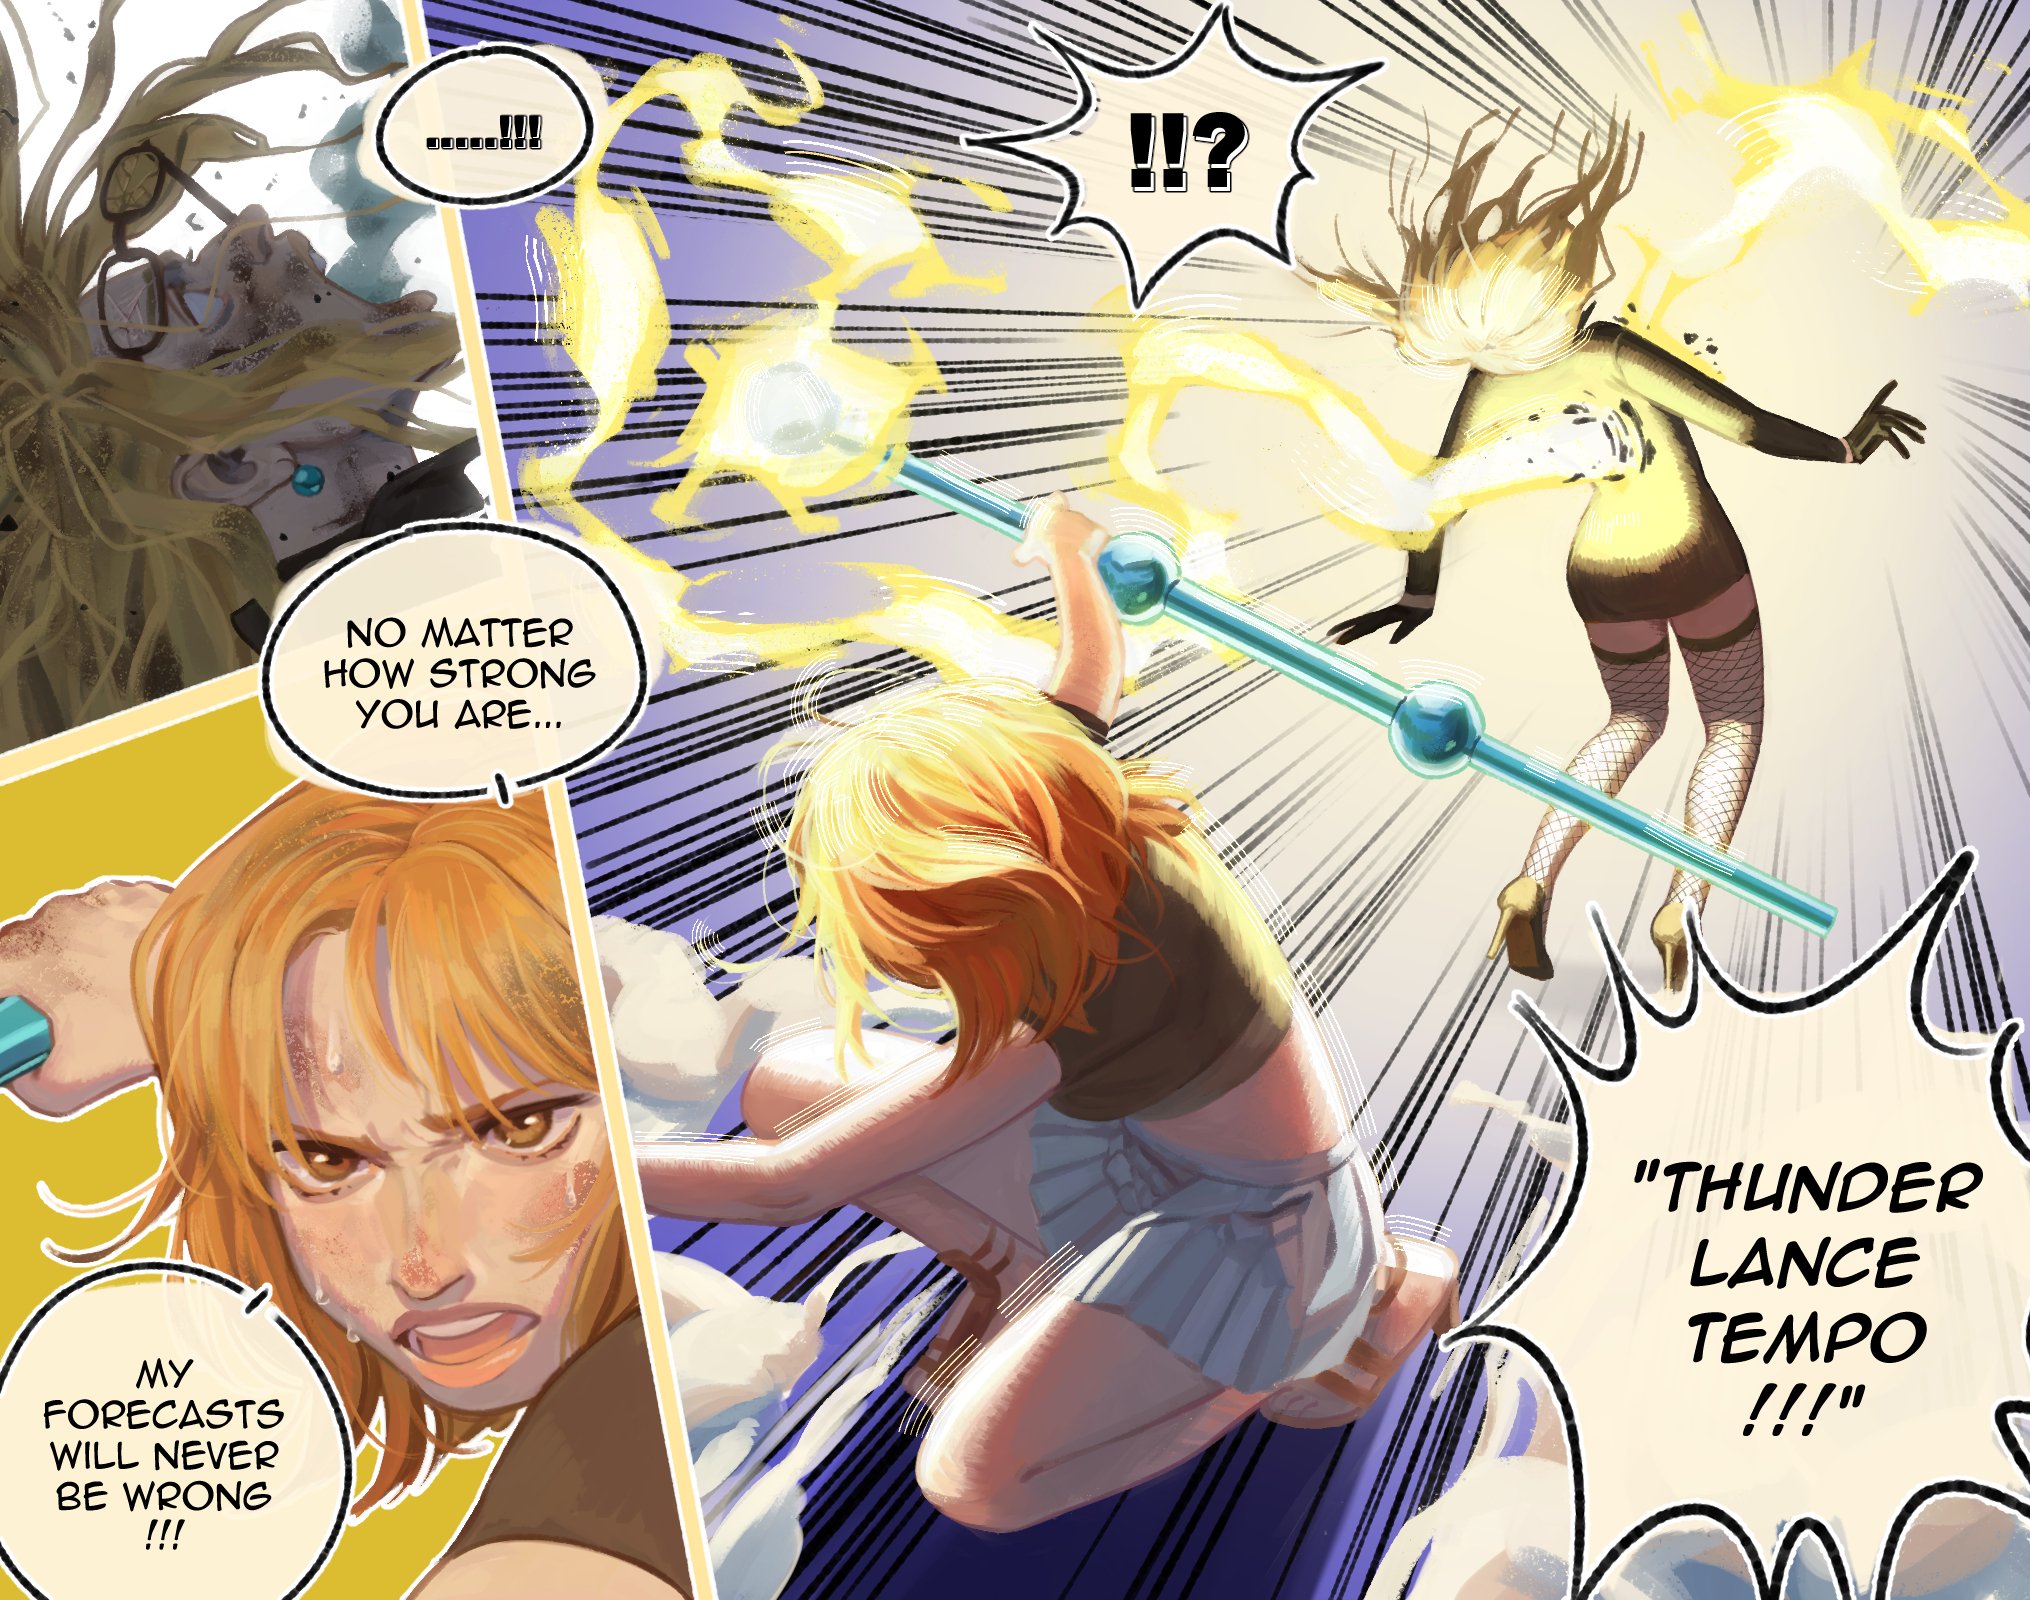 .....!!!
!!?
NO MATTER
HOW STRONG
YOU ARE...
MY
FORECASTS
WILL NEVER
BE WRONG
!!!
"THUNDER
LANCE
TEMPO
!!!"